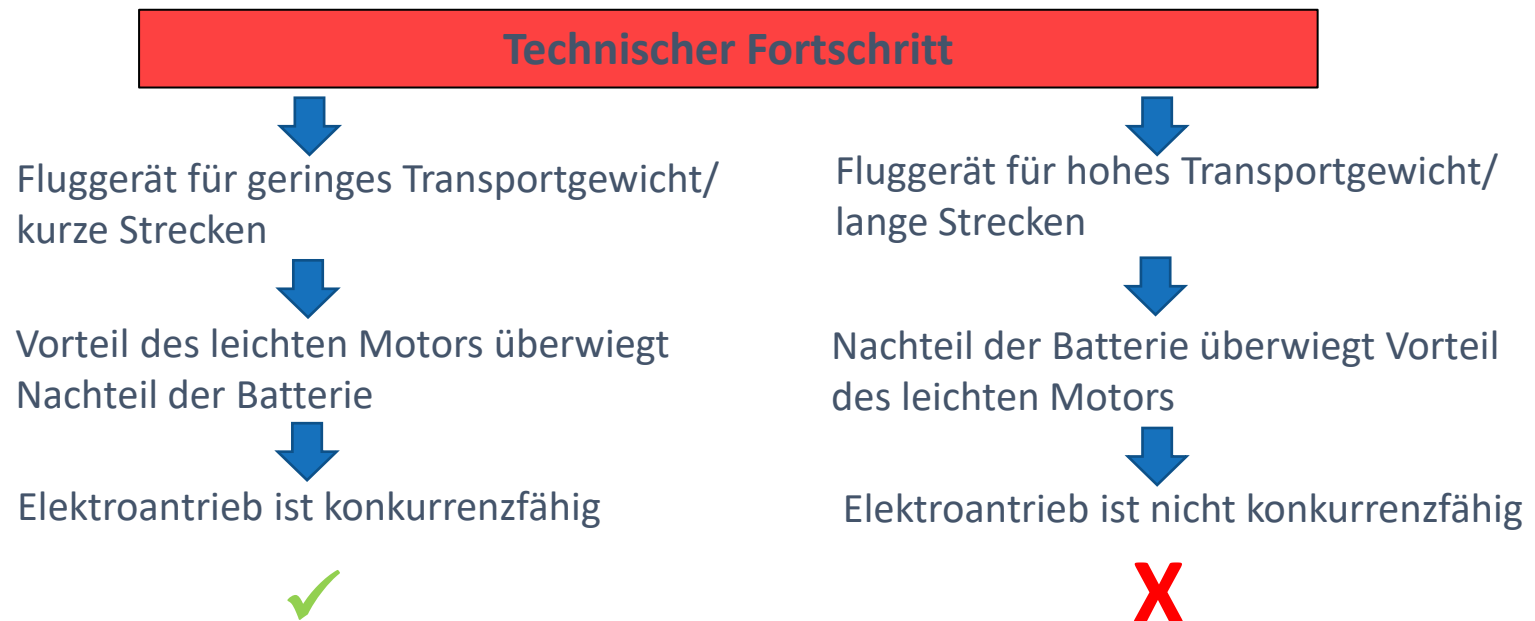 Technischer Fortschritt
Fluggerät für geringes Transportgewicht/
kurze Strecken
Vorteil des leichten Motors überwiegt
Nachteil der Batterie
Elektroantrieb ist konkurrenzfähig
Fluggerät für hohes Transportgewicht/
lange Strecken
Nachteil der Batterie überwiegt Vorteil
des leichten Motors
Elektroantrieb ist nicht konkurrenzfähig
X